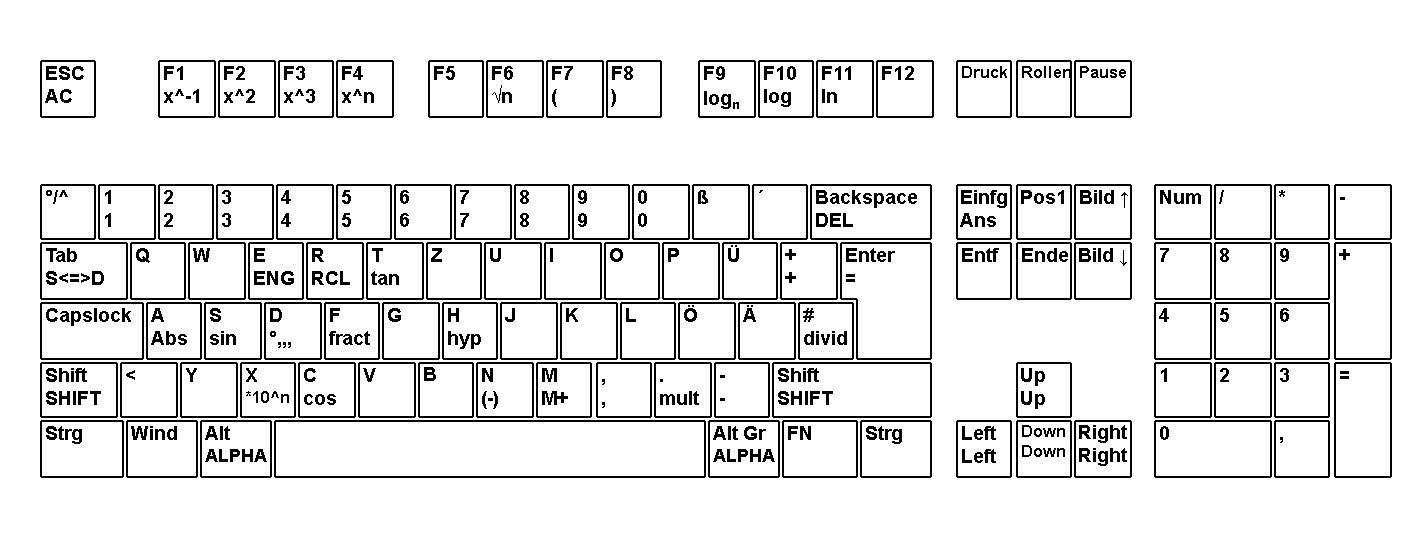 ESC F1 F2 F3 F4 F5 F6 F7 F8 F9 F10 F11 F12 Druck Rollen Pause
AC x^-1 x^2 x^3 x^n √n ( ) logₙ log ln
°/^ 1 2 3 4 5 6 7 8 9 0 ß ´ Backspace Einfg Pos1 Bild ↑ Num / * -
1 2 3 4 5 6 7 8 9 0 DEL Ans
Tab Q W E R T Z U I O P Ü + Enter Entf Ende Bild ↓ 7 8 9 +
S<=>D ENG RCL tan + =
Capslock A S D F G H J K L Ö Ä # 4 5 6
Abs sin °,,, fract hyp divid
Shift < Y X C V B N M , . - Shift Up 1 2 3 =
SHIFT *10^n cos (-) M+ , mult - SHIFT Up
Strg Wind Alt Alt Gr FN Strg Left Down Right 0 ,
ALPHA ALPHA Left Down Right